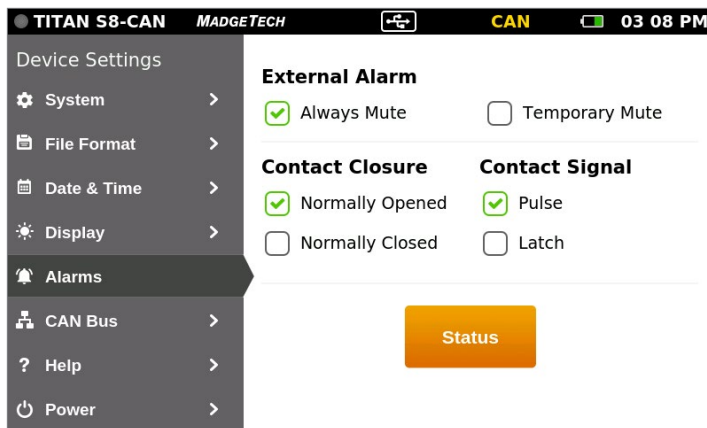 TITAN S8-CAN MADGETECH CAN 03 08 PM
Device Settings
System
File Format
Date & Time
Display
Alarms
CAN Bus
? Help
Power
External Alarm
Always Mute Temporary Mute
Contact Closure Contact Signal
Normally Opened Pulse
Normally Closed Latch
Status